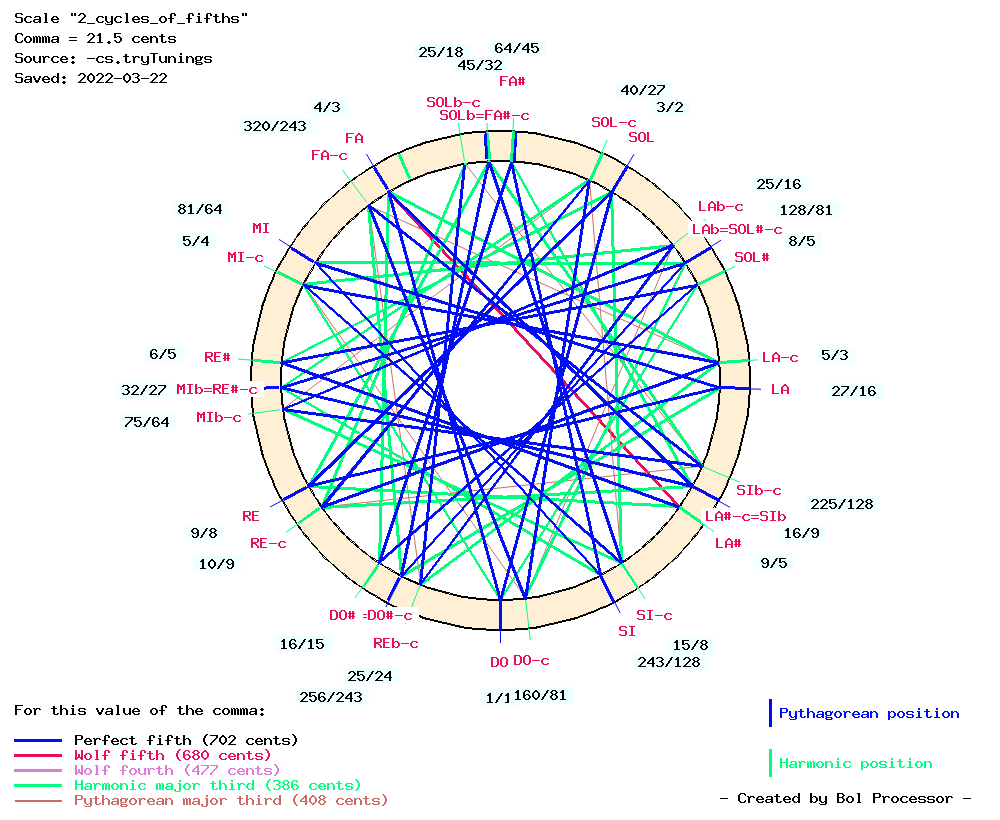 Scale "2_cycles_of_fifths"
Comma = 21.5 cents
Source: -cs.tryTunings
Saved: 2022-03-22
25/18
64/45
45/32
FA#
SOLb-c
SOLb=FA#-c
40/27
3/2
SOL-c
SOL
4/3
320/243
FA
FA-c
25/16
LAb-c
128/81
LAb=SOL#-c
8/5
SOL#
81/64
MI
5/4
MI-c
6/5
RE#
LA-c
5/3
32/27
MIb=RE#-c
LA
27/16
75/64
MIb-c
SIb-c
225/128
LA#-c=SIb
16/9
LA#
9/5
RE
9/8
RE-c
10/9
DO#
=DO#-c
REb-c
16/15
25/24
256/243
SI-c
SI
15/8
243/128
DO
DO-c
1/1
160/81
For this value of the comma:
Perfect fifth (702 cents)
Wolf fifth (680 cents)
Wolf fourth (477 cents)
Harmonic major third (386 cents)
Pythagorean major third (408 cents)
Pythagorean position
Harmonic position
- Created by Bol Processor -